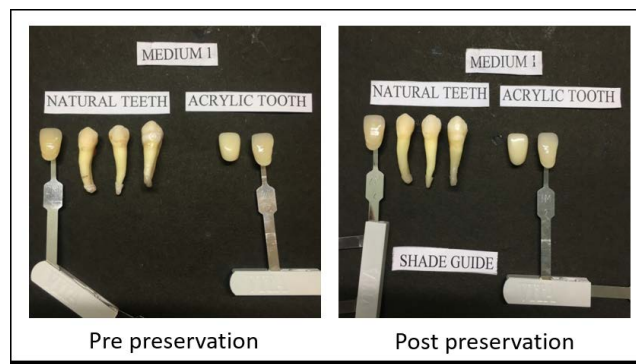 MEDIUM 1
NATURAL TEETH
ACRYLIC TOOTH
MEDIUM 1
NATURAL TEETH
ACRYLIC TOOTH
SHADE GUIDE
Pre preservation
Post preservation